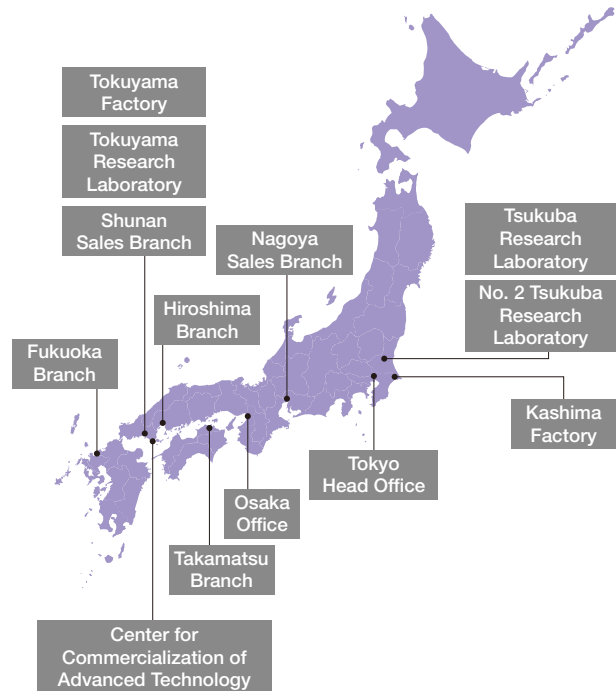 Tokuyama
Factory
Tokuyama
Research
Laboratory
Shunan
Sales Branch
Nagoya
Sales Branch
Tsukuba
Research
Laboratory
No. 2 Tsukuba
Research
Laboratory
Hiroshima
Branch
Fukuoka
Branch
Kashima
Factory
Tokyo
Head Office
Osaka
Office
Takamatsu
Branch
Center for
Commercialization of
Advanced Technology